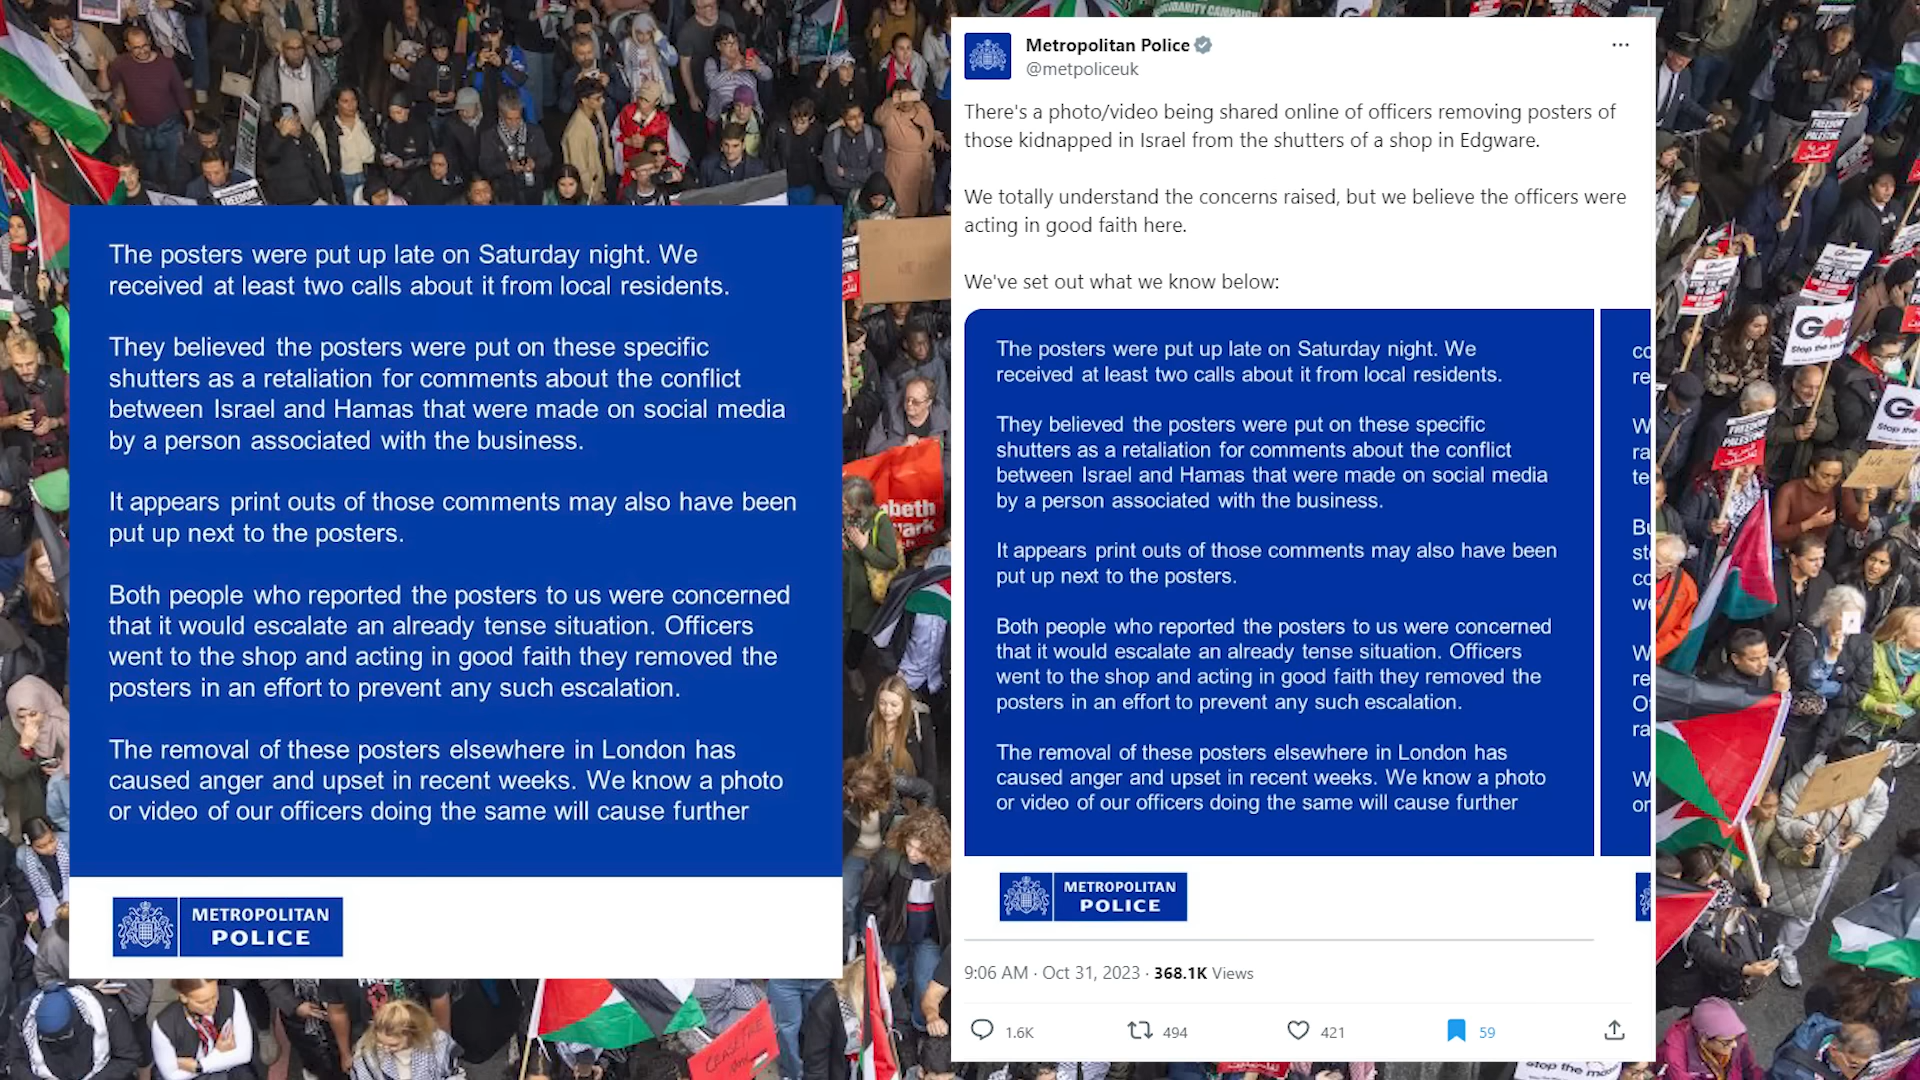 The posters were put up late on Saturday night. We
received at least two calls about it from local residents.
They believed the posters were put on these specific
shutters as a retaliation for comments about the conflict
between Israel and Hamas that were made on social media
by a person associated with the business.
It appears print outs of those comments may also have been
put up next to the posters.
Both people who reported the posters to us were concerned
that it would escalate an already tense situation. Officers
went to the shop and acting in good faith they removed the
posters in an effort to prevent any such escalation.
The removal of these posters elsewhere in London has
caused anger and upset in recent weeks. We know a photo
or video of our officers doing the same will cause further
METROPOLITAN
POLICE
Metropolitan Police
@metpoliceuk
There's a photo/video being shared online of officers removing posters of
those kidnapped in Israel from the shutters of a shop in Edgware.
We totally understand the concerns raised, but we believe the officers were
acting in good faith here.
We've set out what we know below:
The posters were put up late on Saturday night. We
received at least two calls about it from local residents.
They believed the posters were put on these specific
shutters as a retaliation for comments about the conflict
between Israel and Hamas that were made on social media
by a person associated with the business.
It appears print outs of those comments may also have been
put up next to the posters.
Both people who reported the posters to us were concerned
that it would escalate an already tense situation. Officers
went to the shop and acting in good faith they removed the
posters in an effort to prevent any such escalation.
The removal of these posters elsewhere in London has
caused anger and upset in recent weeks. We know a photo
or video of our officers doing the same will cause further
METROPOLITAN
POLICE
9:06 AM · Oct 31, 2023 · 368.1K Views
1.6K 494 421 59
FREEDOM
PALESTINE
CEASEFIRE